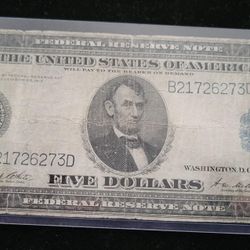 FEDERAL RESERVE NOTE
THE UNITED STATES OF AMERICA
WILL PAY TO THE BEARER ON DEMAND
B21726273D
21726273D
WASHINGTON, D.C.
FIVE DOLLARS
FEDERAL RESERVE NOTE